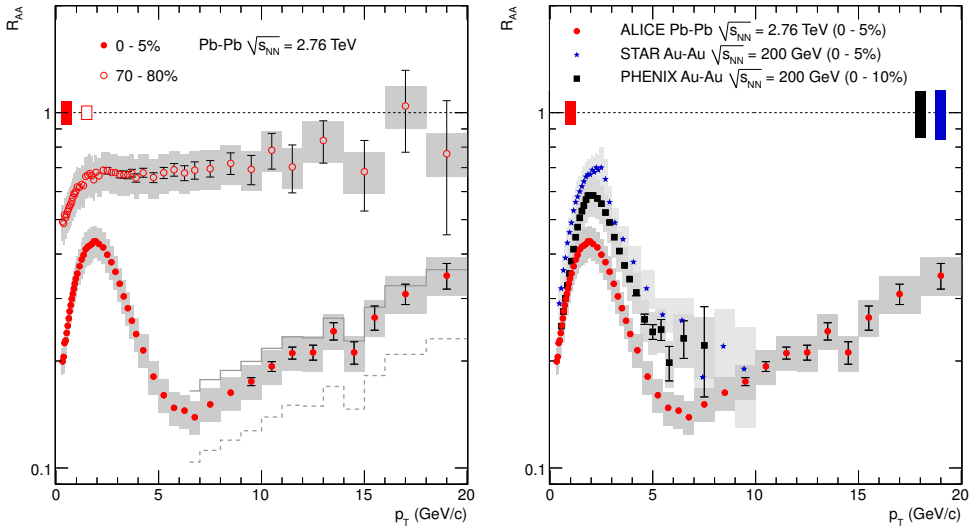 R_AA
0 - 5% Pb-Pb √s_NN = 2.76 TeV
70 - 80%
1
0.1
0 5 10 15 20
p_T (GeV/c)
R_AA
ALICE Pb-Pb √s_NN = 2.76 TeV (0 - 5%)
STAR Au-Au √s_NN = 200 GeV (0 - 5%)
PHENIX Au-Au √s_NN = 200 GeV (0 - 10%)
1
0.1
0 5 10 15 20
p_T (GeV/c)